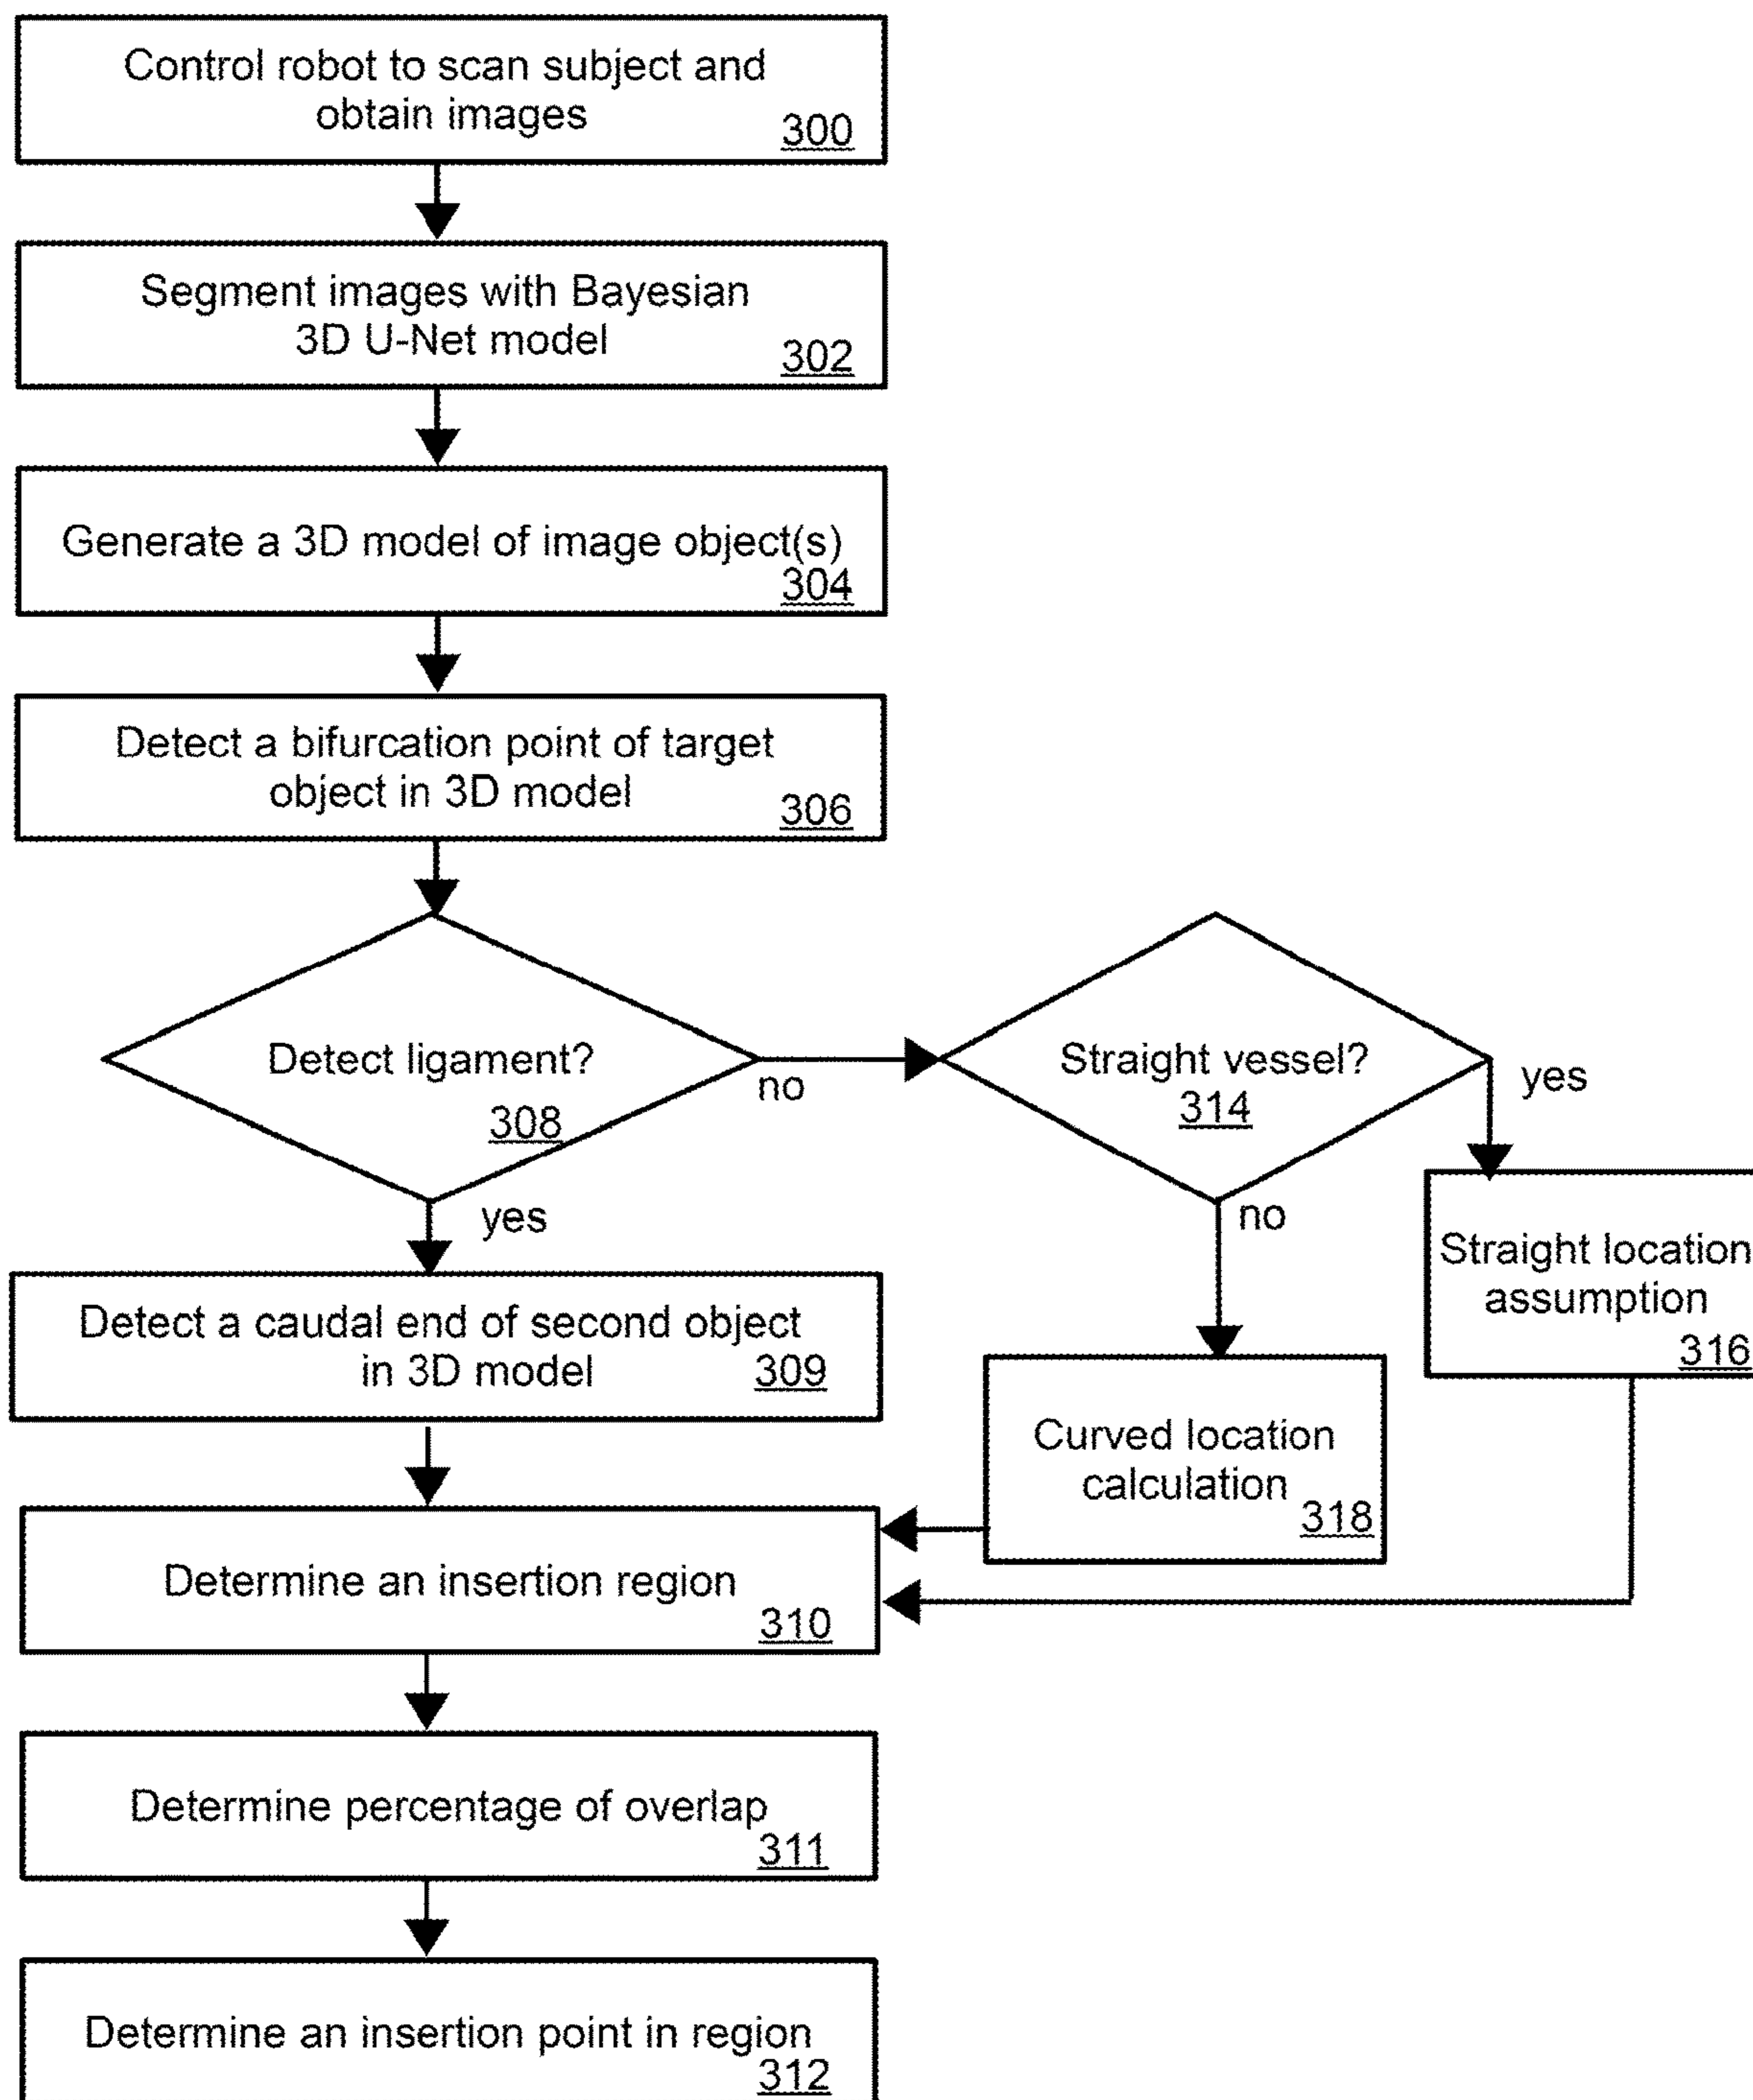 Control robot to scan subject and
obtain images
300
Segment images with Bayesian
3D U-Net model
302
Generate a 3D model of image object(s)
304
Detect a bifurcation point of target
object in 3D model
306
Detect ligament?
308
no
yes
Straight vessel?
314
yes
no
Straight location
assumption
316
Detect a caudal end of second object
in 3D model
309
Curved location
calculation
318
Determine an insertion region
310
Determine percentage of overlap
311
Determine an insertion point in region
312